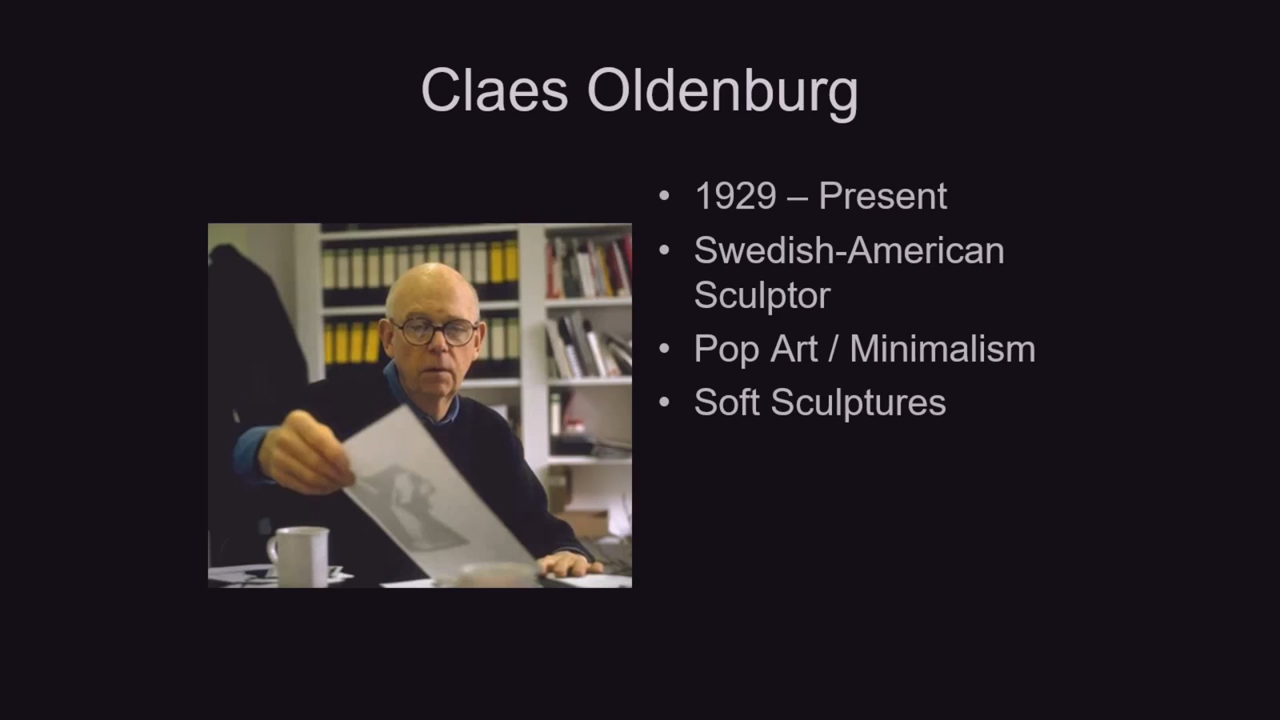 Claes Oldenburg
• 1929 – Present
• Swedish-American
Sculptor
• Pop Art / Minimalism
• Soft Sculptures